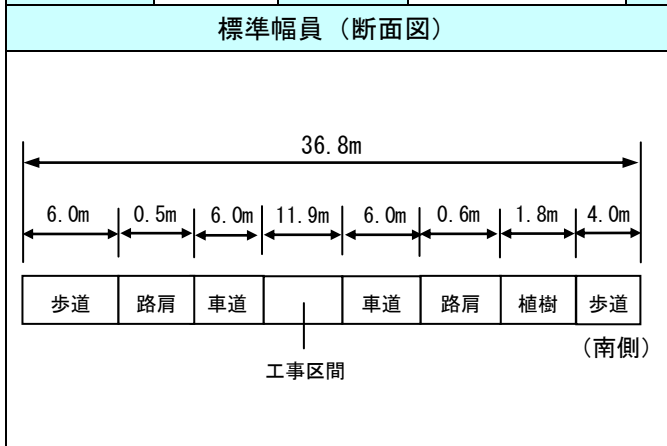 標準幅員（断面図）
36.8m
6.0m 0.5m 6.0m 11.9m 6.0m 0.6m 1.8m 4.0m
歩道 路肩 車道 車道 路肩 植樹 歩道
（南側）
工事区間